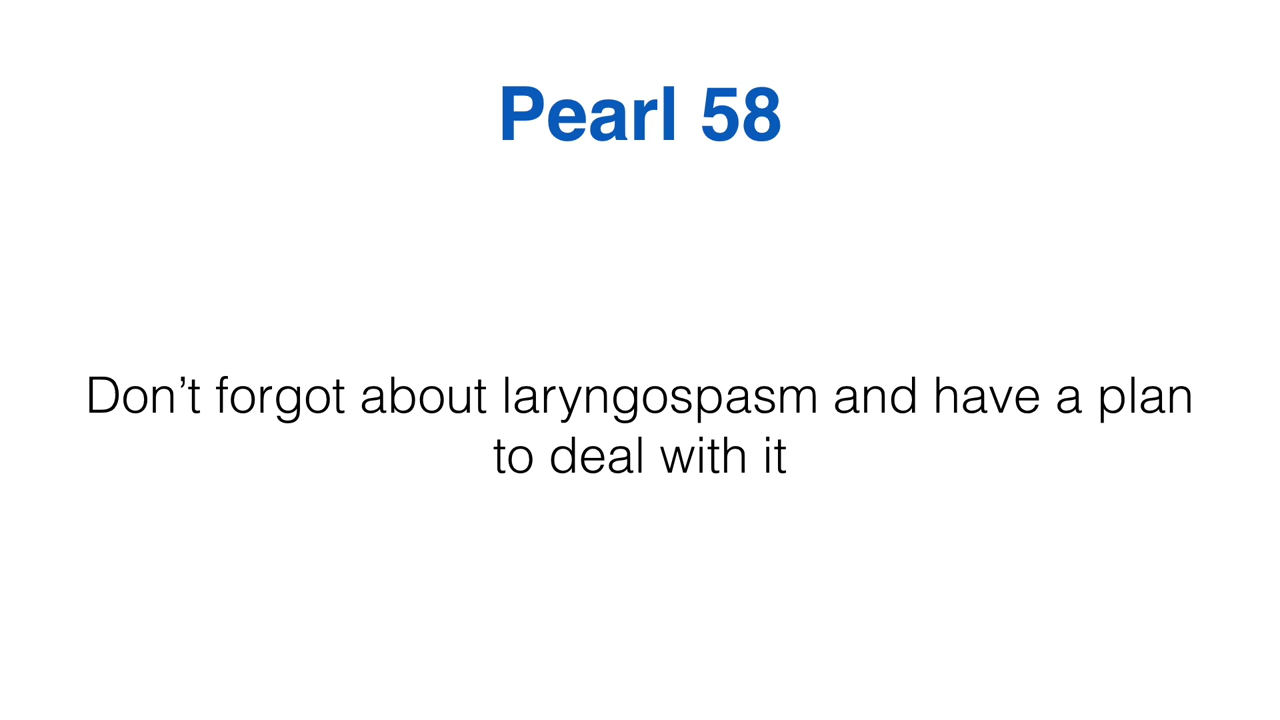 Pearl 58
Don’t forgot about laryngospasm and have a plan
to deal with it